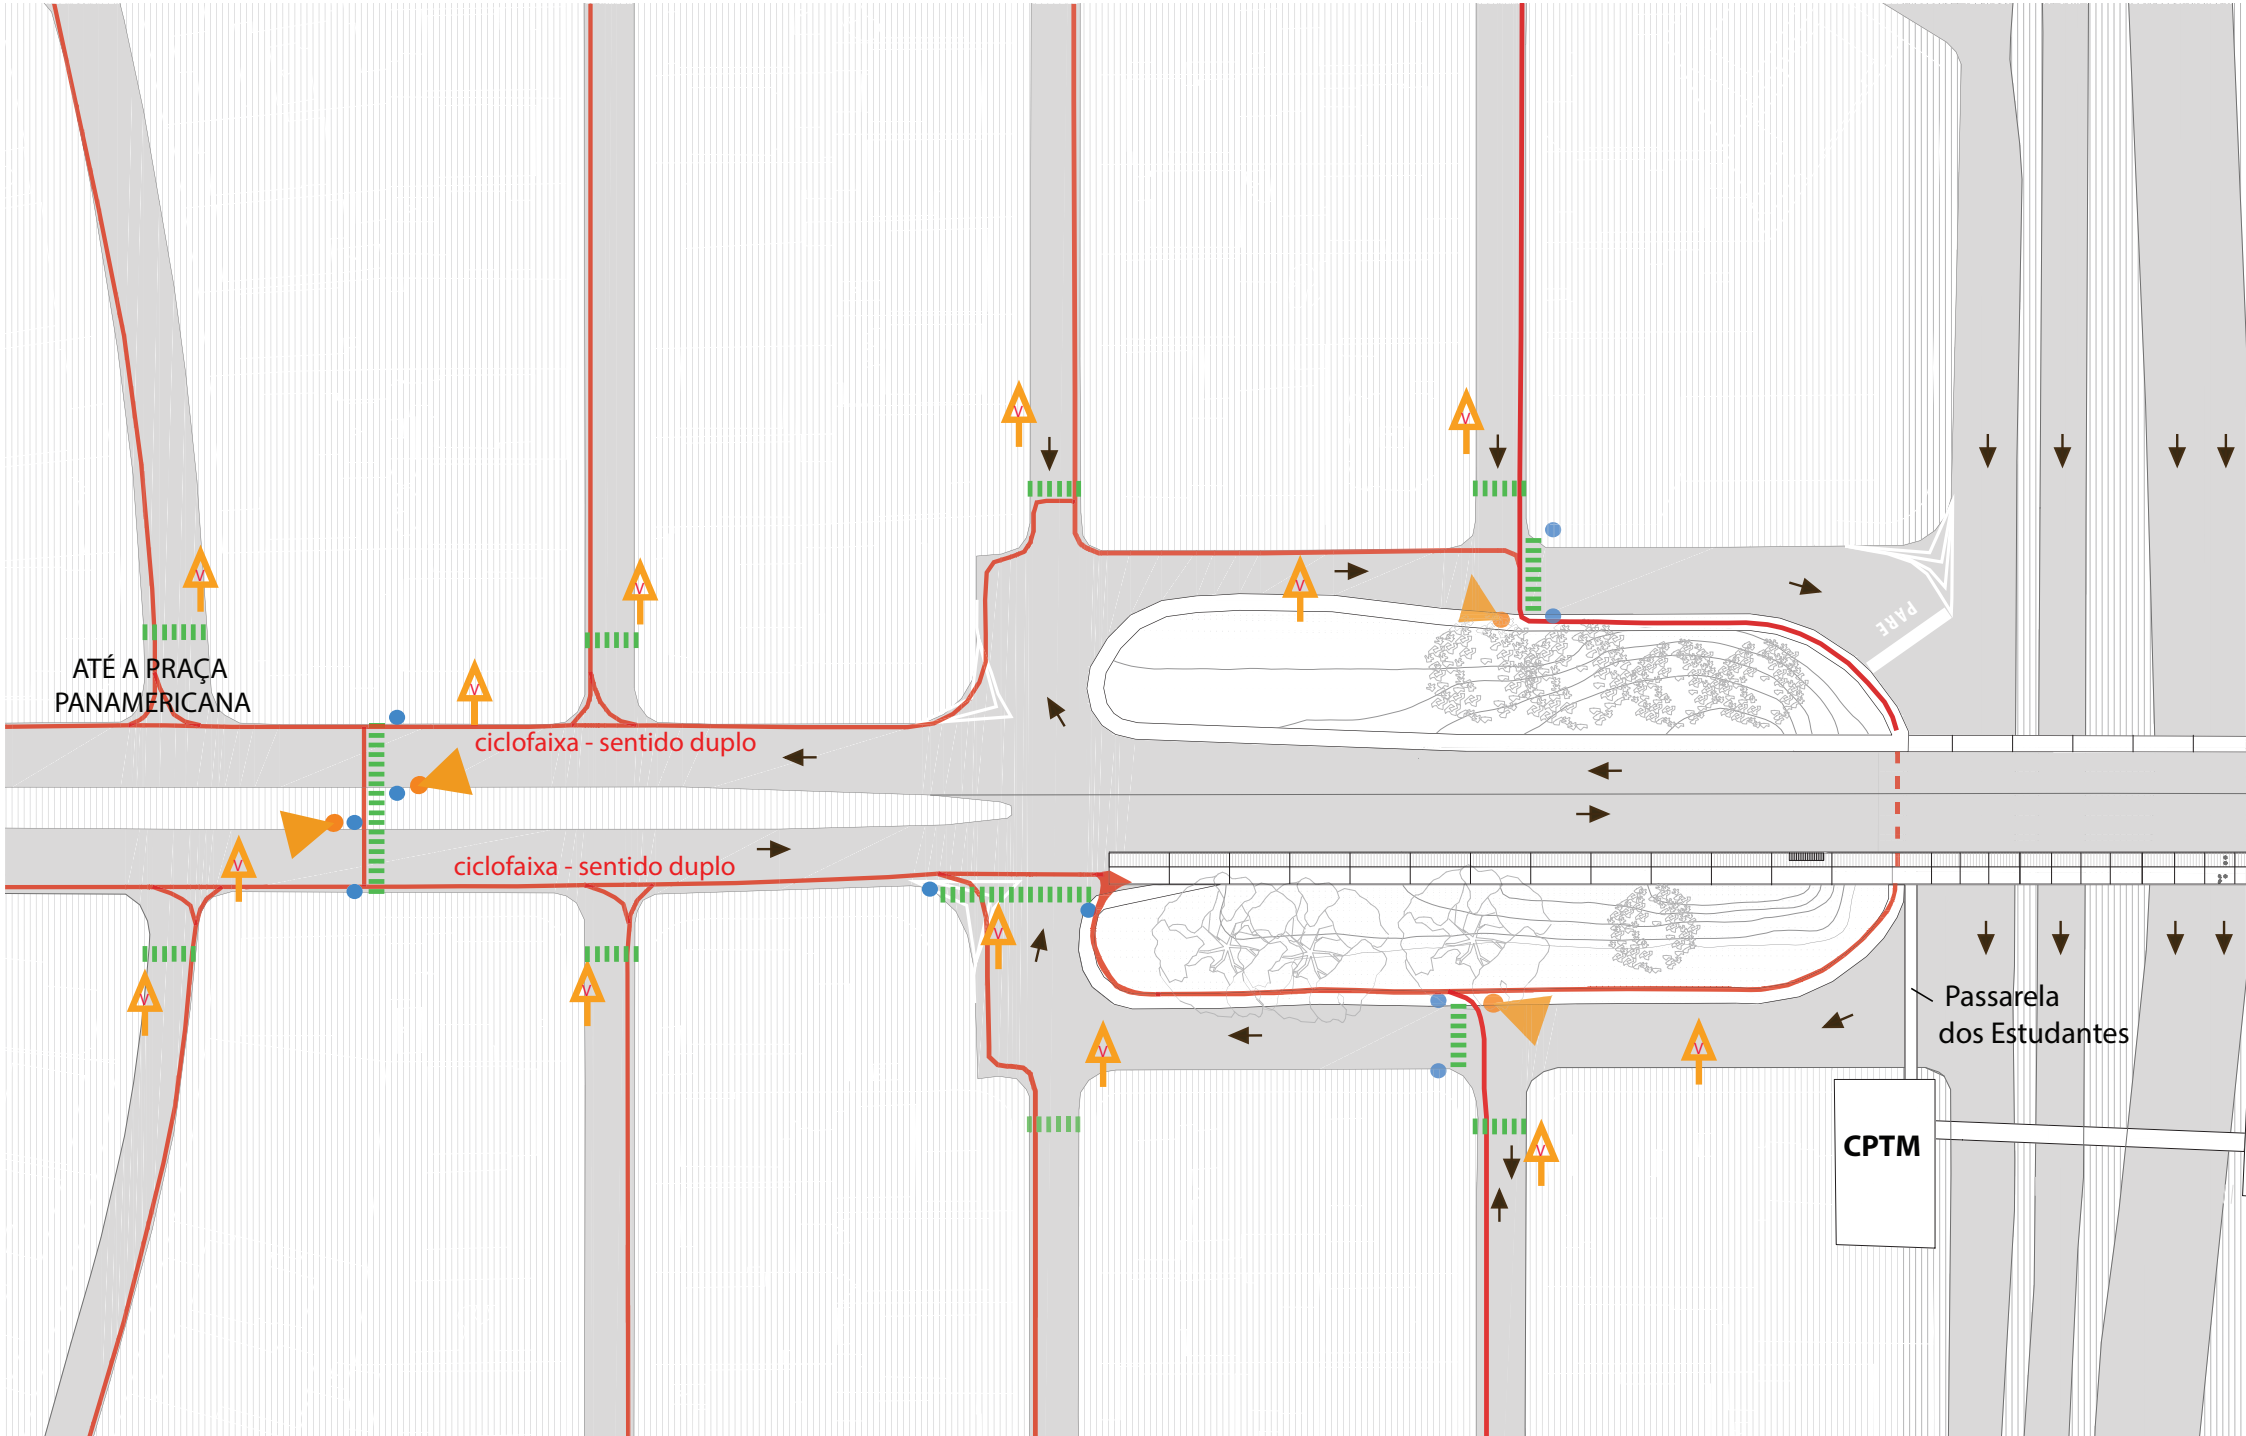 V
V
V
V
V
PARE
V
ATÉ A PRAÇA
PANAMERICANA
V
ciclofaixa - sentido duplo
V
ciclofaixa - sentido duplo
V
V
V
Passarela
dos Estudantes
V
V
CPTM
V